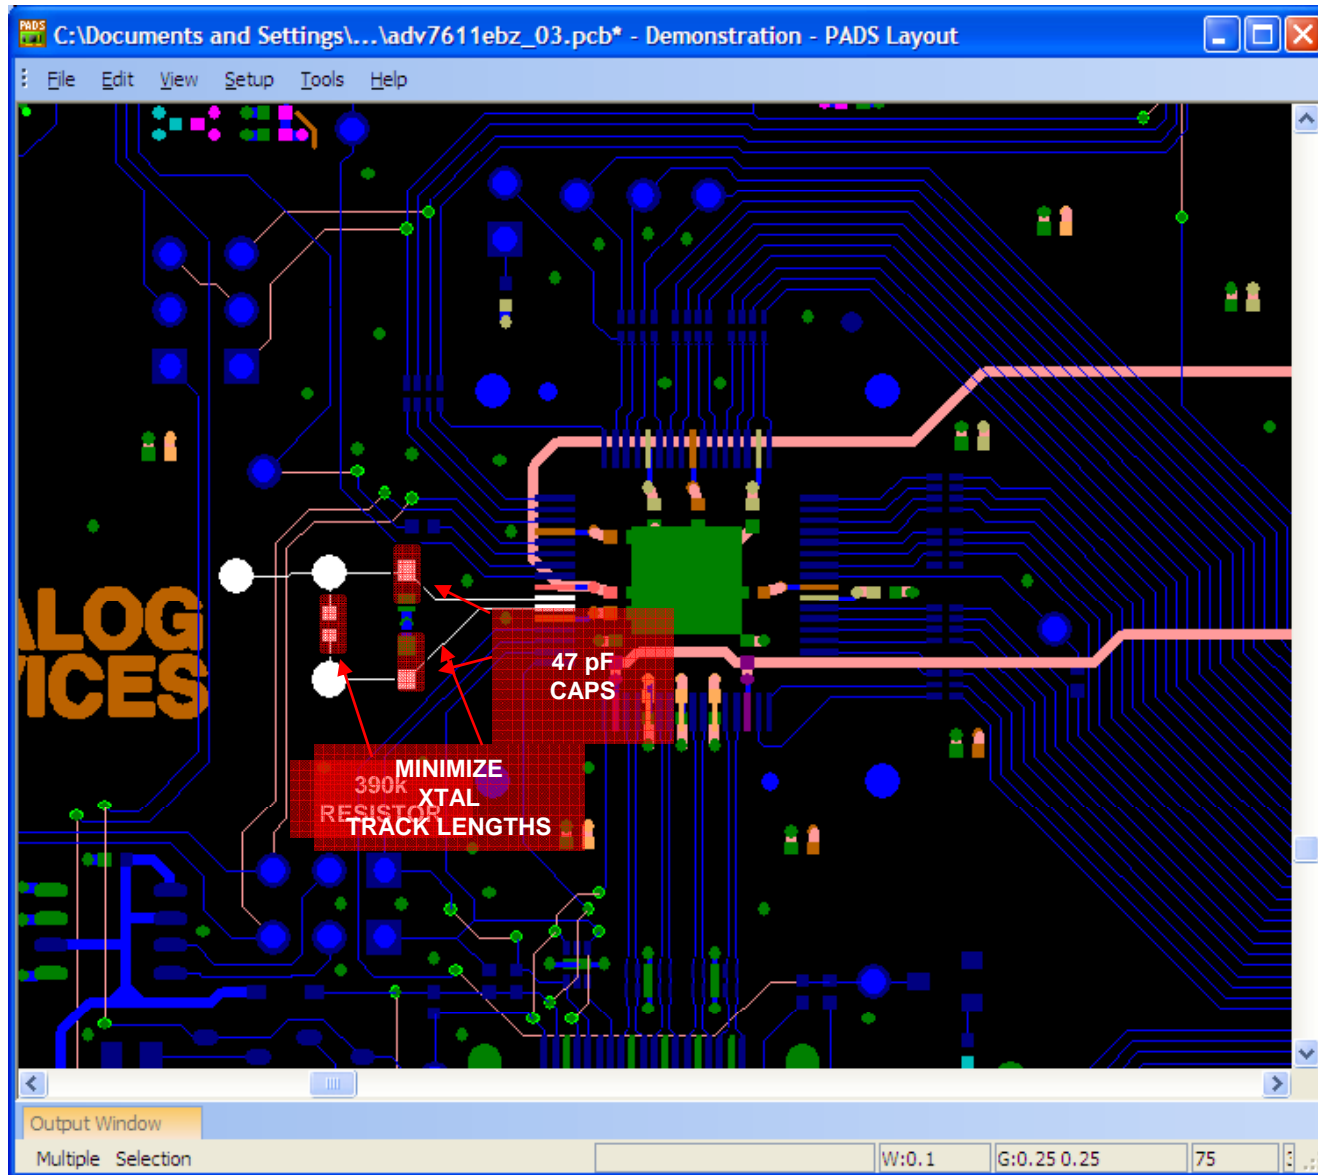 C:\Documents and Settings\...\adv7611ebz_03.pcb* - Demonstration - PADS Layout
File Edit View Setup Tools Help
ALOG
VICES
47 pF
CAPS
390k
RESISTOR
MINIMIZE
XTAL
TRACK LENGTHS
Output Window
Multiple Selection
W:0.1
G:0.25 0.25
75